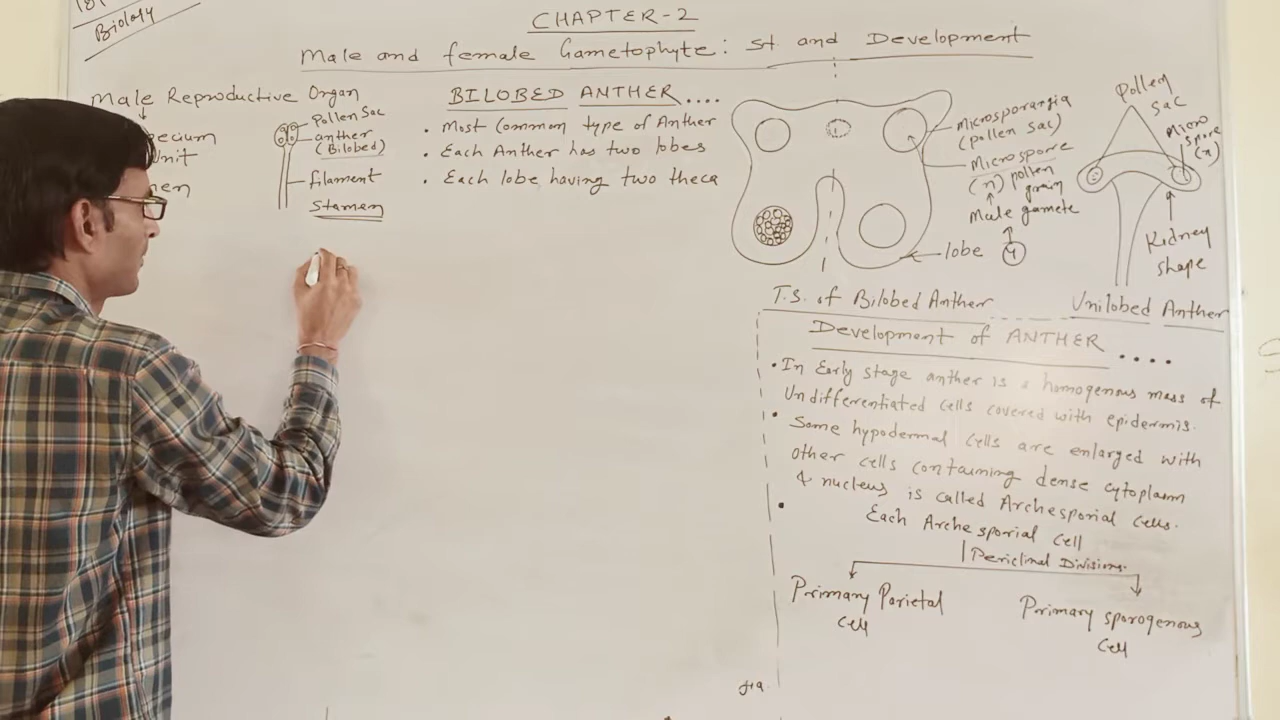 Biology
CHAPTER-2
Male and female Gametophyte: st. and Development
Male Reproductive Organ
ecium
Unit
men
Pollen Sac
anther
(Bilobed)
filament
Stamen
BILOBED ANTHER....
• Most Common type of Anther
• Each Anther has two lobes
• Each lobe having two theca
Microsporangia
(pollen sac)
Microspore
(n) pollen
grain
Male gamete
4
lobe
T.S. of Bilobed Anther
Pollen
Sac
Micro
spore
(n)
Kidney
shape
Unilobed Anther
Development of ANTHER....
• In Early stage anther is a homogenous mass of
Undifferentiated cells covered with epidermis.
• Some hypodermal cells are enlarged with
other cells containing dense cytoplasm
& nucleus is called Archesporial cells.
• Each Archesporial cell
Periclinal Divisions.
Primary Parietal
cell
Primary sporogenous
cell